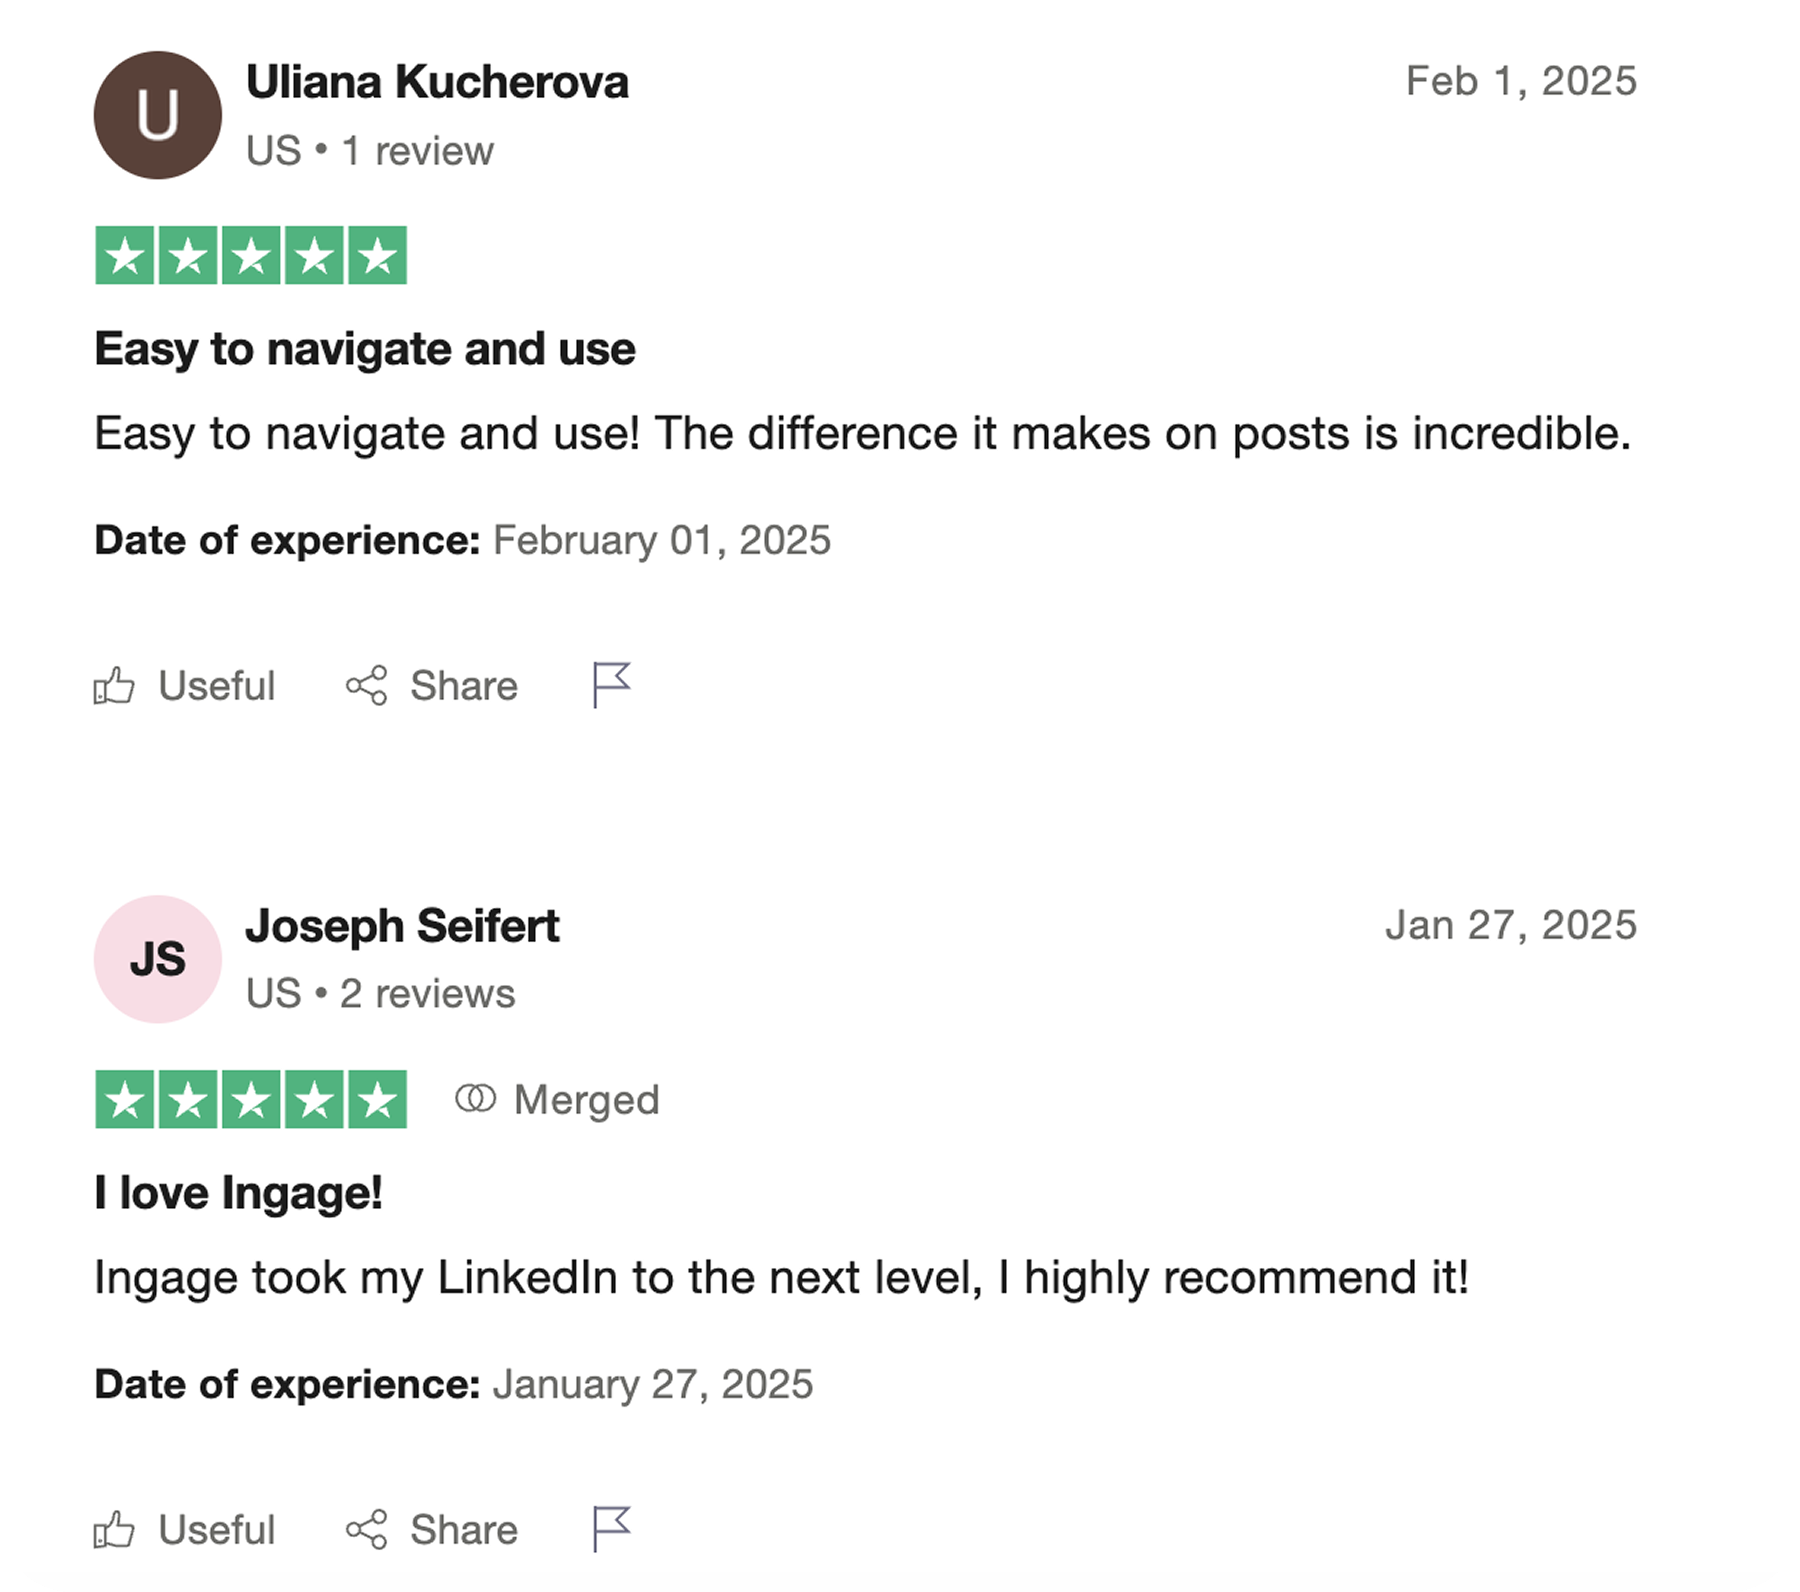 U
Uliana Kucherova
Feb 1, 2025
US • 1 review
Easy to navigate and use
Easy to navigate and use! The difference it makes on posts is incredible.
Date of experience: February 01, 2025
Useful
Share
JS
Joseph Seifert
Jan 27, 2025
US • 2 reviews
Merged
I love Ingage!
Ingage took my LinkedIn to the next level, I highly recommend it!
Date of experience: January 27, 2025
Useful
Share